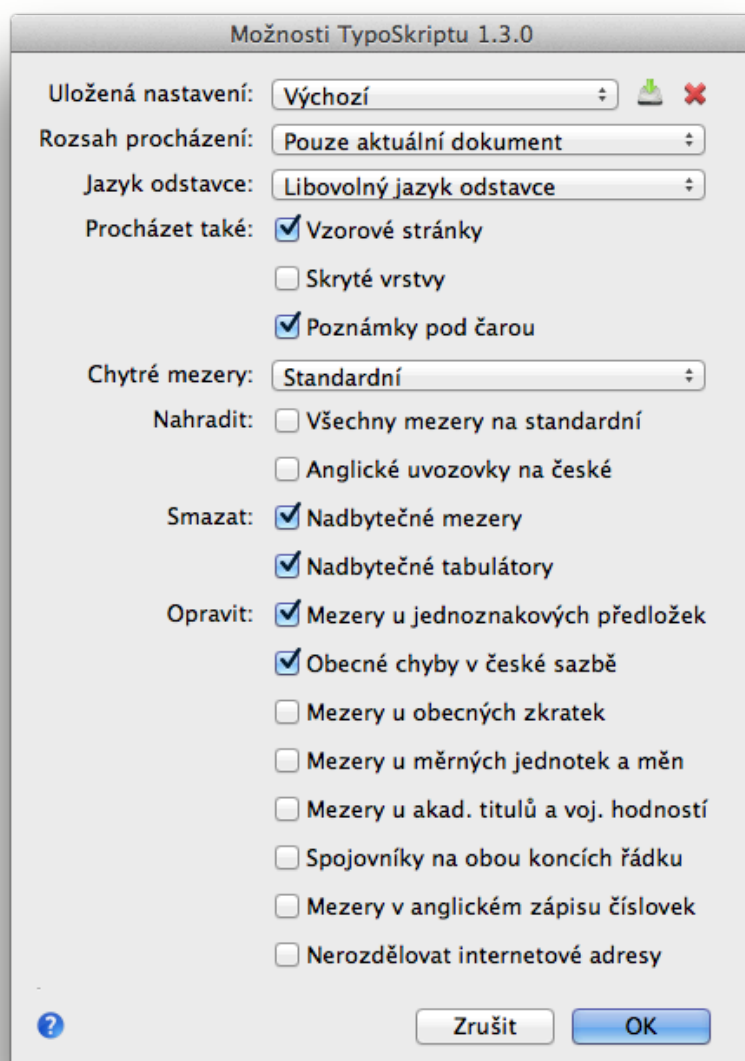 Možnosti TypoSkriptu 1.3.0
Uložená nastavení: Výchozí
Rozsah procházení: Pouze aktuální dokument
Jazyk odstavce: Libovolný jazyk odstavce
Procházet také: Vzorové stránky
Skryté vrstvy
Poznámky pod čarou
Chytré mezery: Standardní
Nahradit: Všechny mezery na standardní
Anglické uvozovky na české
Smazat: Nadbytečné mezery
Nadbytečné tabulátory
Opravit: Mezery u jednoznakových předložek
Obecné chyby v české sazbě
Mezery u obecných zkratek
Mezery u měrných jednotek a měn
Mezery u akad. titulů a voj. hodností
Spojovníky na obou koncích řádku
Mezery v anglickém zápisu číslovek
Nerozdělovat internetové adresy
? Zrušit OK